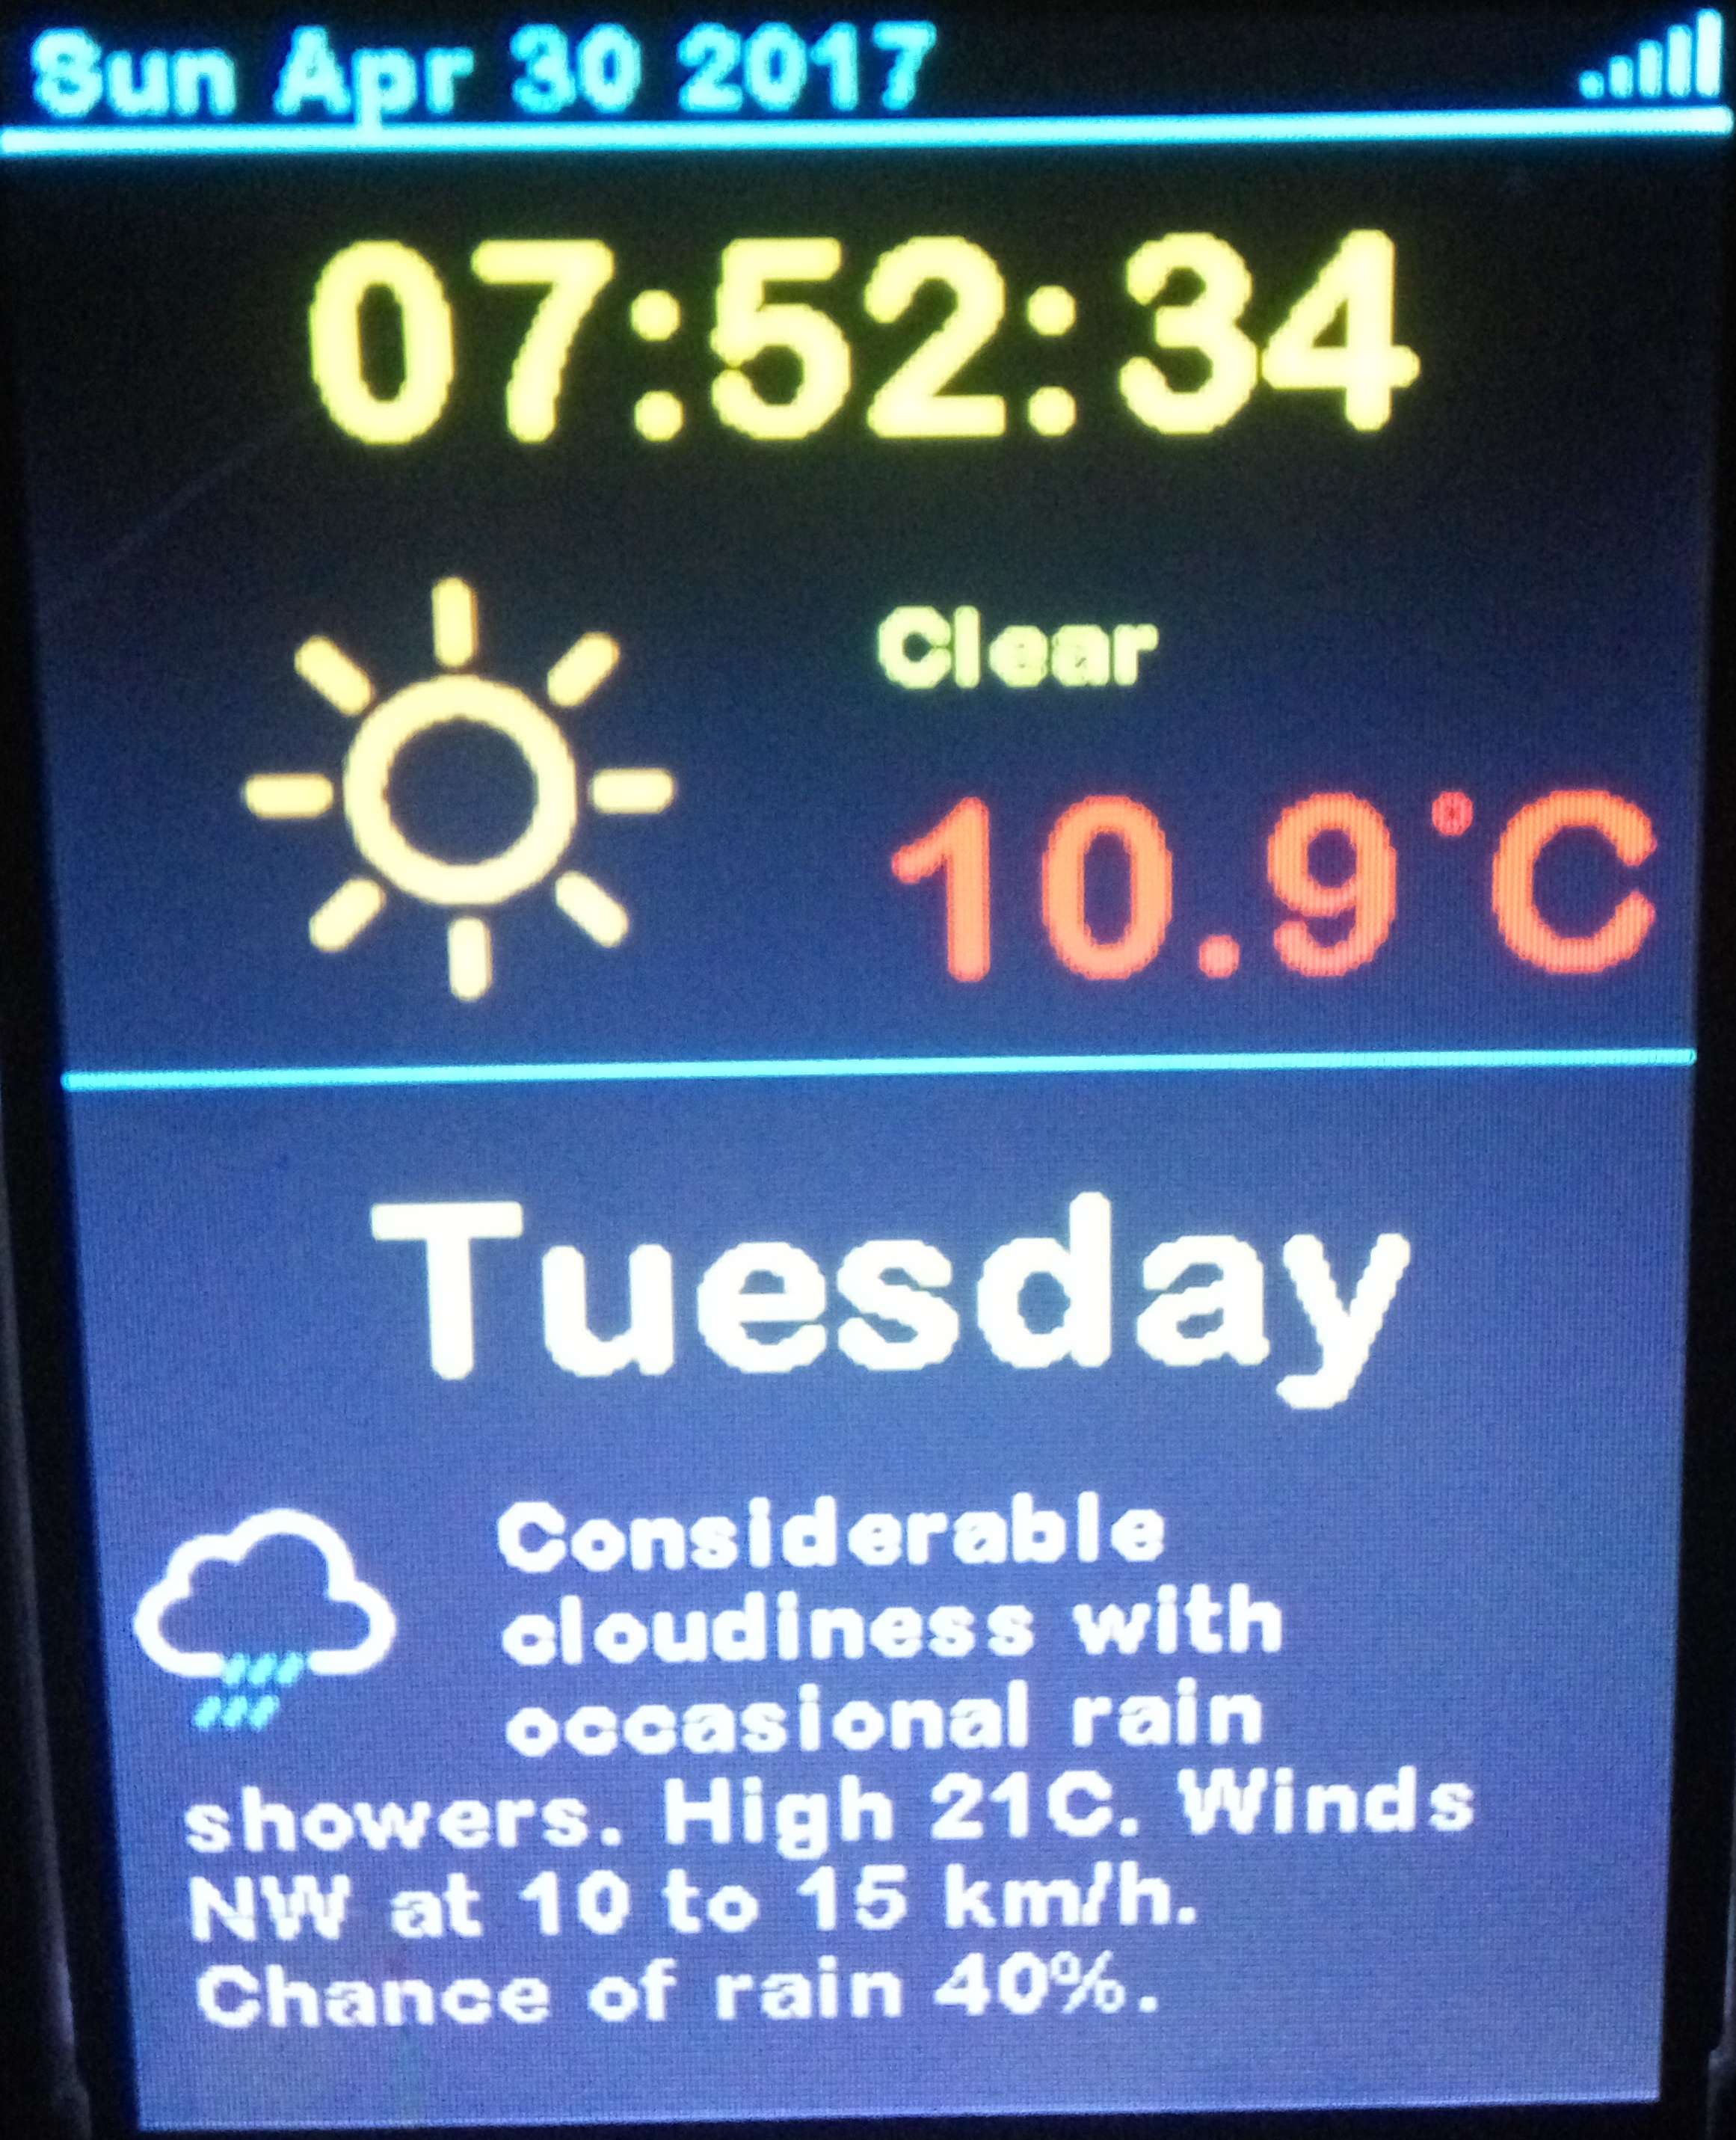 Sun Apr 30 2017
07:52:34
Clear
10.9°C
Tuesday
Considerable
cloudiness with
occasional rain
showers. High 21C. Winds
NW at 10 to 15 km/h.
Chance of rain 40%.